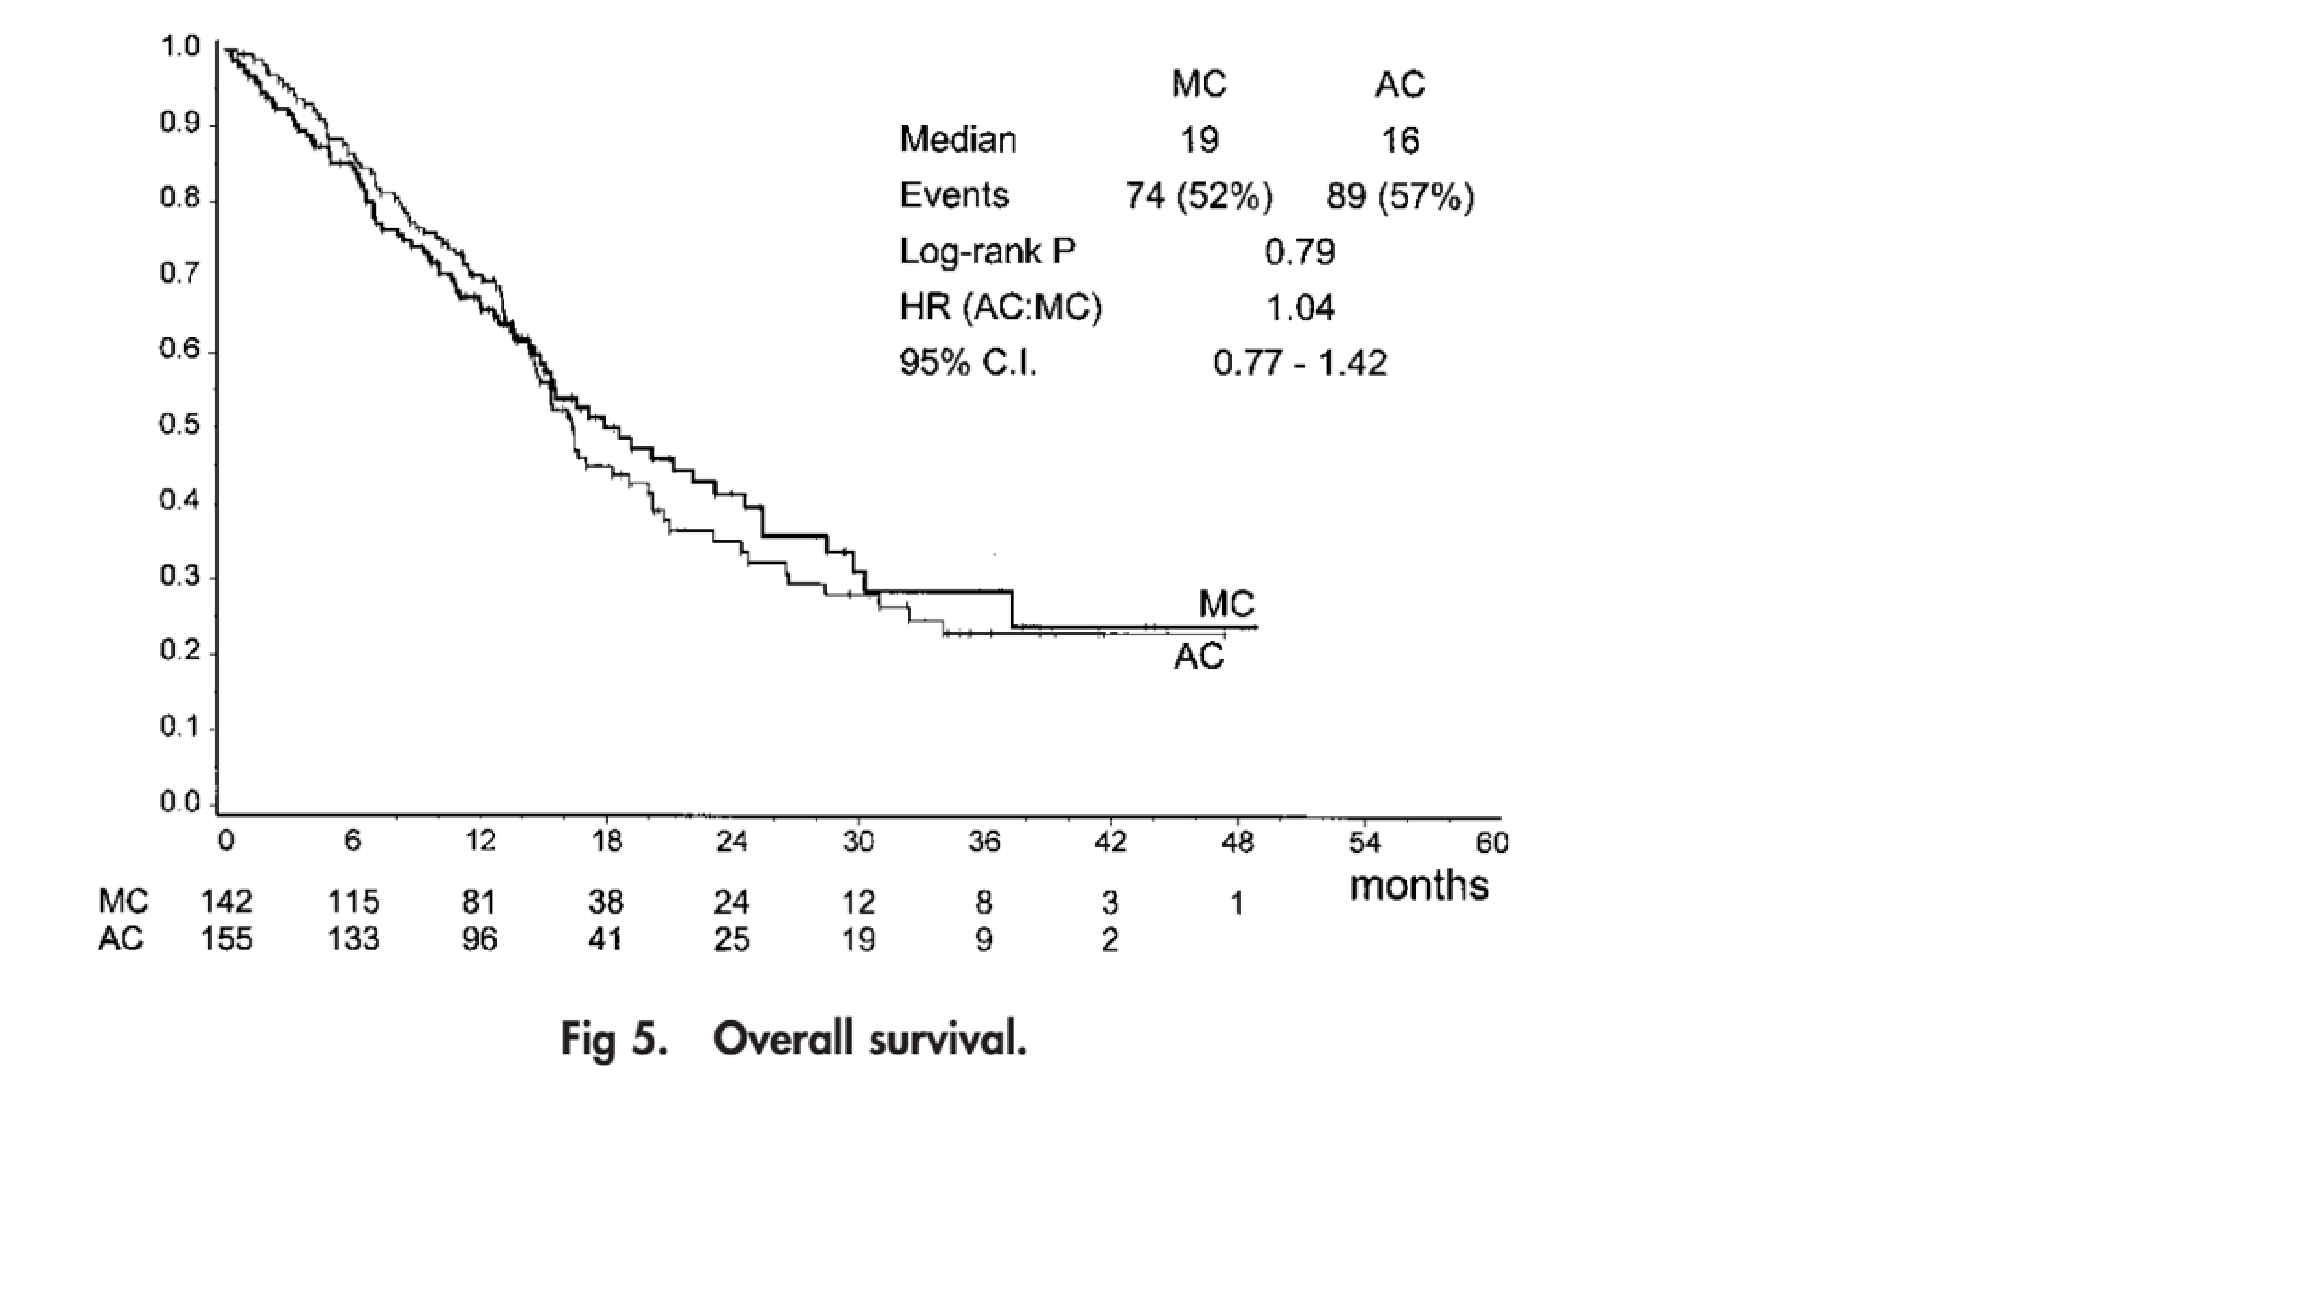 1.0
0.9
0.8
0.7
0.6
0.5
0.4
0.3
0.2
0.1
0.0
MC AC
Median 19 16
Events 74 (52%) 89 (57%)
Log-rank P 0.79
HR (AC:MC) 1.04
95% C.I. 0.77 - 1.42
MC
AC
0 6 12 18 24 30 36 42 48 54 60
months
MC 142 115 81 38 24 12 8 3 1
AC 155 133 96 41 25 19 9 2
Fig 5. Overall survival.